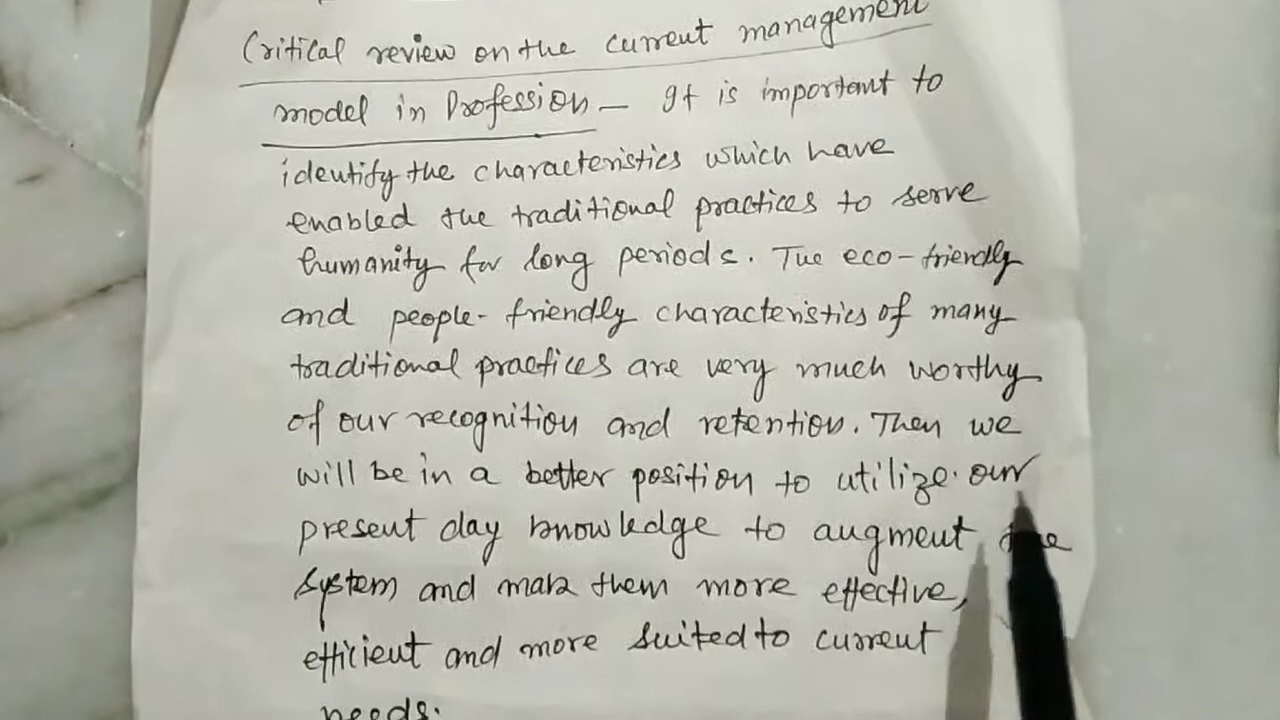 Critical review on the current management
model in Profession - It is important to
identify the characteristics which have
enabled the traditional practices to serve
humanity for long periods. The eco-friendly
and people-friendly characteristics of many
traditional practices are very much worthy
of our recognition and retention. Then we
will be in a better position to utilize our
present day knowledge to augment the
system and make them more effective,
efficient and more suited to current
needs.